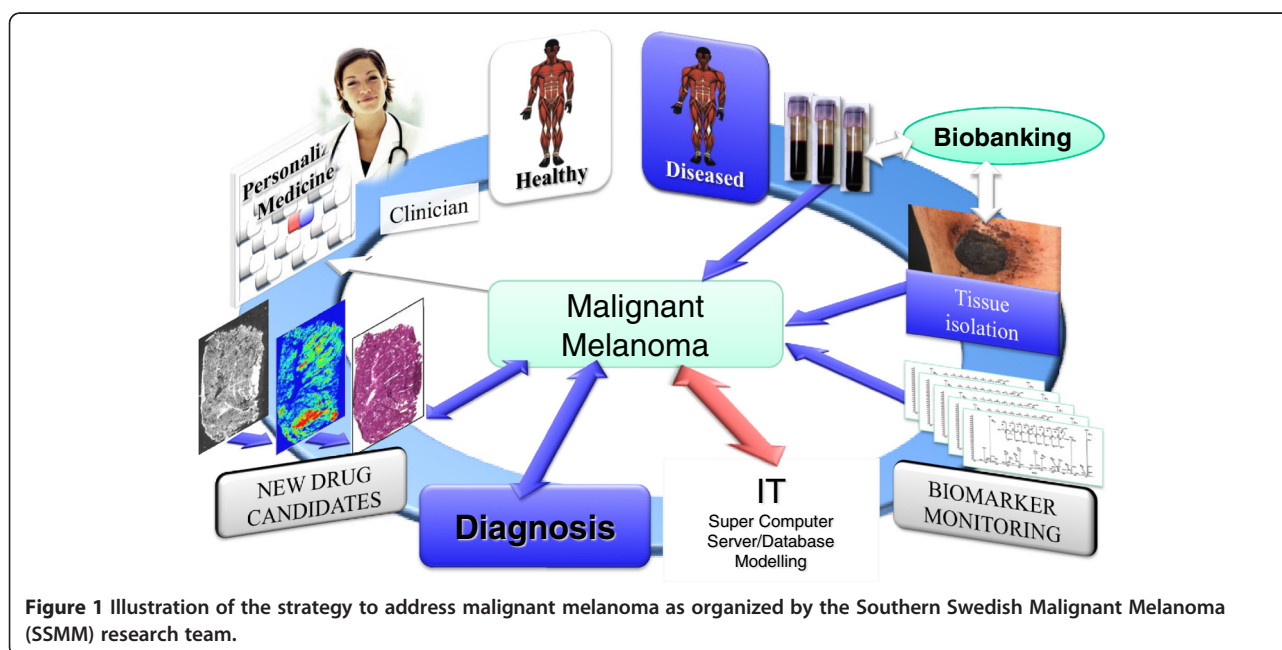 Personaliz
Medicine
Clinician
Healthy
Diseased
Biobanking
Tissue
isolation
Malignant
Melanoma
NEW DRUG
CANDIDATES
Diagnosis
IT
Super Computer
Server/Database
Modelling
BIOMARKER
MONITORING
Figure 1 Illustration of the strategy to address malignant melanoma as organized by the Southern Swedish Malignant Melanoma
(SSMM) research team.